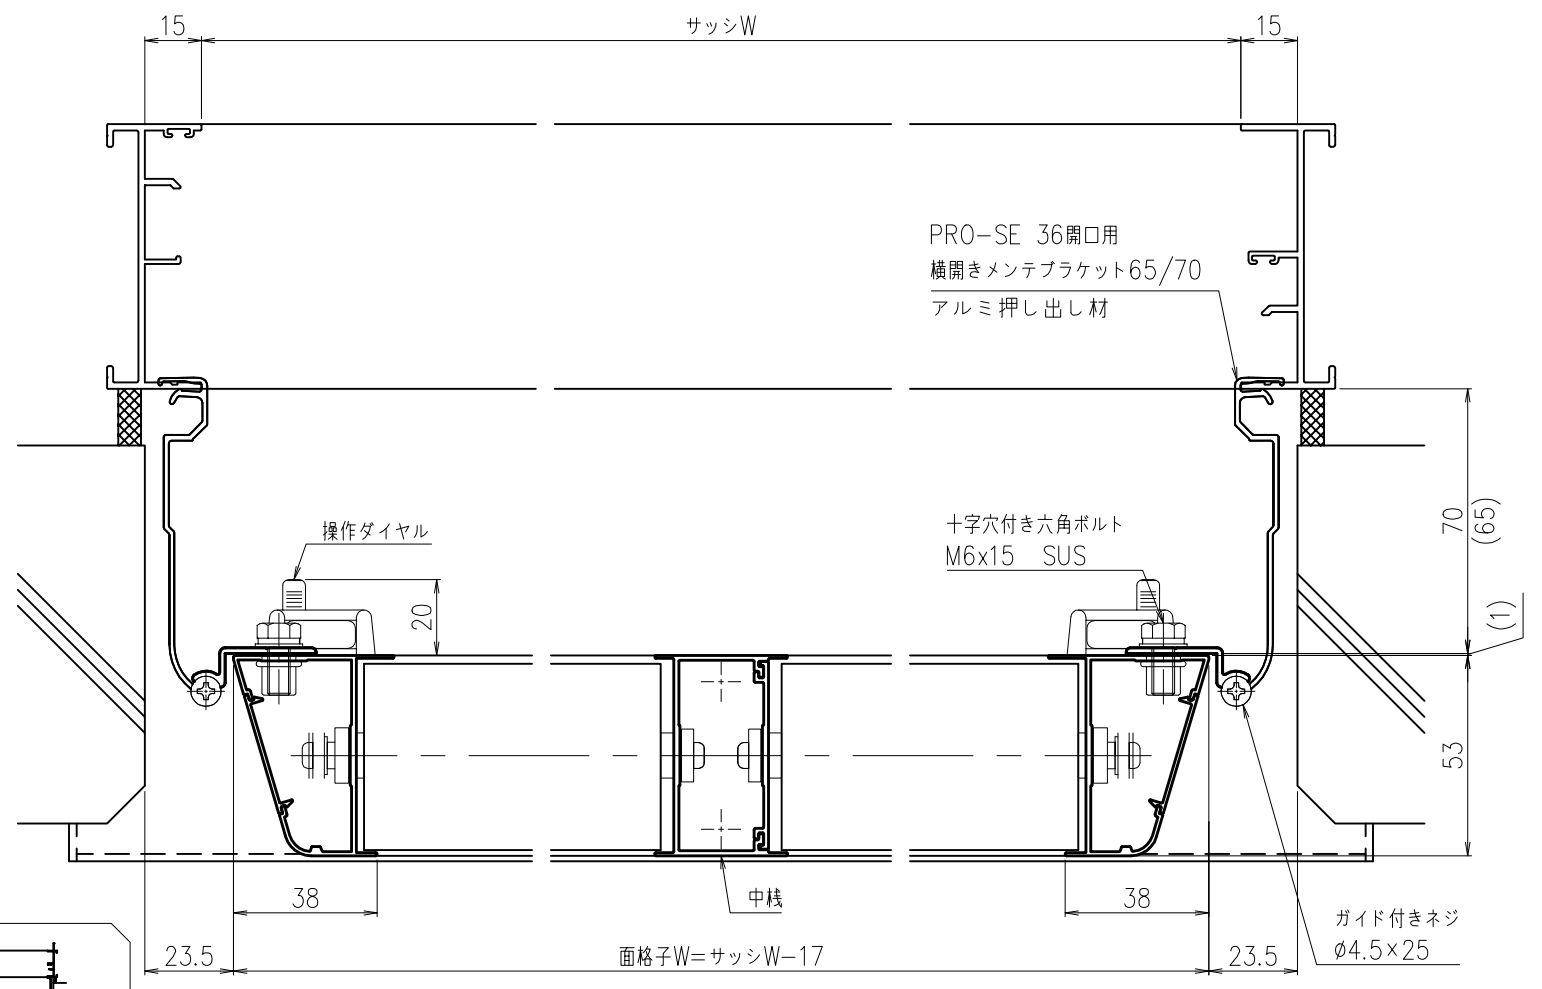 15
サッシW
15
PRO-SE 36開口用
横開きメンテブラケット65/70
アルミ押し出し材
操作ダイヤル
20
十字穴付き六角ボルト
M6x15 SUS
70
(65)
(1)
53
38
中桟
38
ガイド付きネジ
ø4.5×25
23.5
面格子W=サッシW-17
23.5